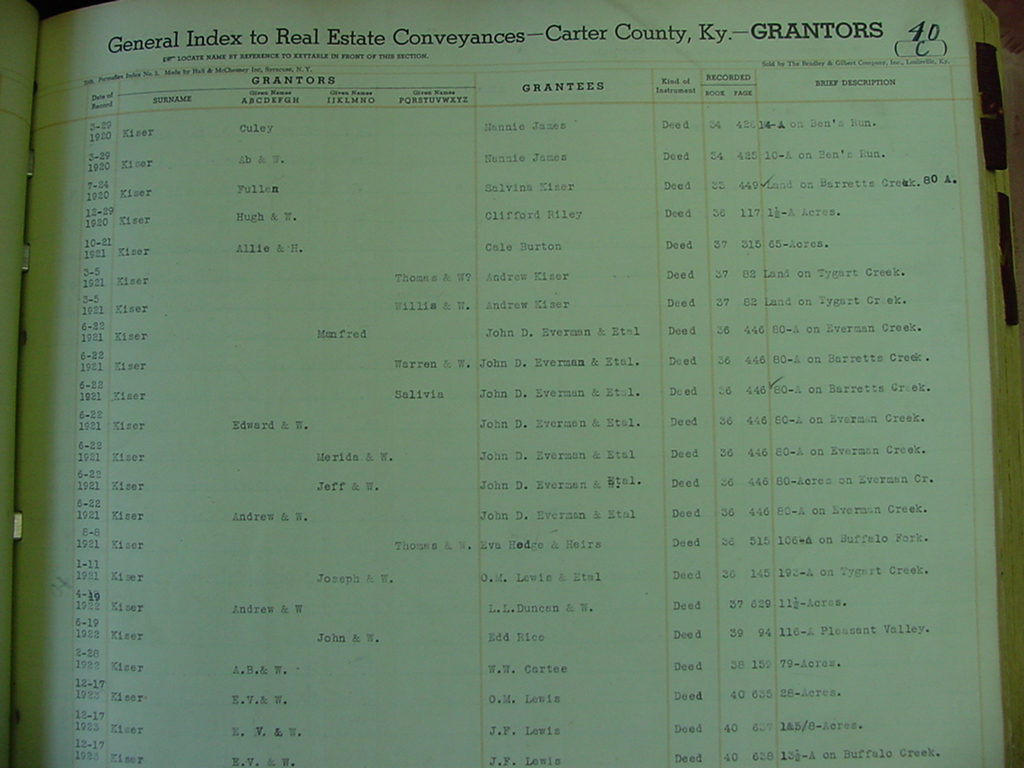 General Index to Real Estate Conveyances—Carter County, Ky.—GRANTORS 40 C
LOCATE NAME BY REFERENCE TO KEYTABLE IN FRONT OF THIS SECTION.
Permadex Index No. 2. Made by Hall & McChesney Inc, Syracuse, N.Y. Sold by The Bradley & Gilbert Company, Inc., Louisville, Ky.
GRANTORS GRANTEES Kind of Instrument RECORDED BRIEF DESCRIPTION
Date of Record SURNAME Given Names ABCDEFGH Given Names IJKLMNO Given Names PQRSTUVWXYZ BOOK PAGE
3-29 1920 Kiser Culey Nannie James Deed 34 426 14-A on Ben's Run.
3-29 1920 Kiser Ab & W. Nannie James Deed 34 425 10-A on Ben's Run.
7-24 1920 Kiser Fullen Salvina Kiser Deed 449 ✓Land on Barretts Creek. 80 A.
12-29 1920 Kiser Hugh & W. Clifford Riley Deed 36 117 1½-A Acres.
10-21 1921 Kiser Allie & H. Cale Burton Deed 37 315 65-Acres.
3-5 1921 Kiser Thomas & W? Andrew Kiser Deed 37 82 Land on Tygart Creek.
3-5 1921 Kiser Willis & W. Andrew Kiser Deed 37 82 Land on Tygart Creek.
6-22 1921 Kiser Monfred John D. Everman & Etal Deed 36 446 80-A on Everman Creek.
6-22 1921 Kiser Warren & W. John D. Everman & Etal. Deed 36 446 80-A on Barretts Creek.
6-22 1921 Kiser Salivia John D. Everman & Etal. Deed 36 446 ✓80-A on Barretts Creek.
6-22 1921 Kiser Edward & W. John D. Everman & Etal. Deed 36 446 80-A on Everman Creek.
6-22 1921 Kiser Merida & W. John D. Everman & Etal Deed 36 446 80-A on Everman Creek.
6-22 1921 Kiser Jeff & W. John D. Everman & Etal. Deed 36 446 80-Acres on Everman Cr.
6-22 1921 Kiser Andrew & W. John D. Everman & Etal Deed 36 446 80-A on Everman Creek.
8-8 1921 Kiser Thomas & W. Eva Hedge & Heirs Deed 36 515 106-A on Buffalo Fork.
1-11 1921 Kiser Joseph & W. O.M. Lewis & Etal Deed 36 145 192-A on Tygart Creek.
4-19 1922 Kiser Andrew & W L.L.Duncan & W. Deed 37 629 11½-Acres.
6-19 1922 Kiser John & W. Edd Rice Deed 39 94 116-A Pleasant Valley.
2-28 1922 Kiser A.B.& W. W.W. Cartee Deed 38 159 79-Acres.
12-17 1923 Kiser E.V.& W. O.M. Lewis Deed 40 635 28-Acres.
12-17 1923 Kiser E. V. & W. J.F. Lewis Deed 40 637 1&5/8-Acres.
12-17 1923 Kiser E.V. & W. J.F. Lewis Deed 40 638 13½-A on Buffalo Creek.